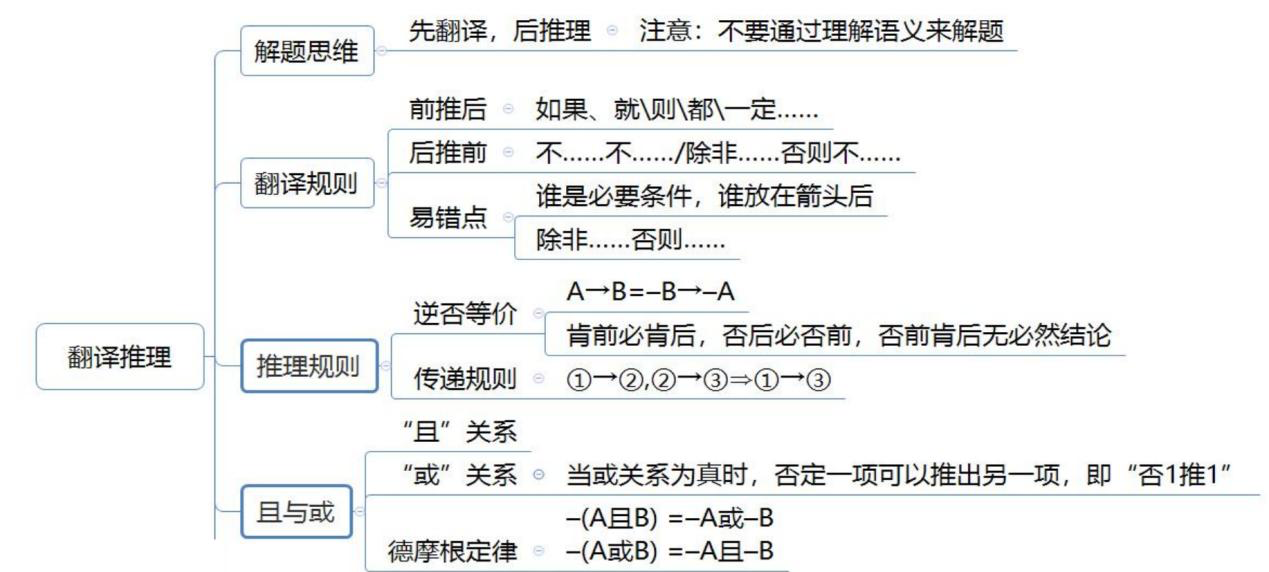 解题思维
先翻译，后推理
注意：不要通过理解语义来解题
翻译规则
前推后
如果、就\则\都\一定……
后推前
不……不……/除非……否则不……
易错点
谁是必要条件，谁放在箭头后
除非……否则……
翻译推理
推理规则
逆否等价
A→B=–B→–A
肯前必肯后，否后必否前，否前肯后无必然结论
传递规则
①→②,②→③⇒①→③
且与或
“且”关系
“或”关系
当或关系为真时，否定一项可以推出另一项，即“否1推1”
德摩根定律
–(A且B) =–A或–B
–(A或B) =–A且–B